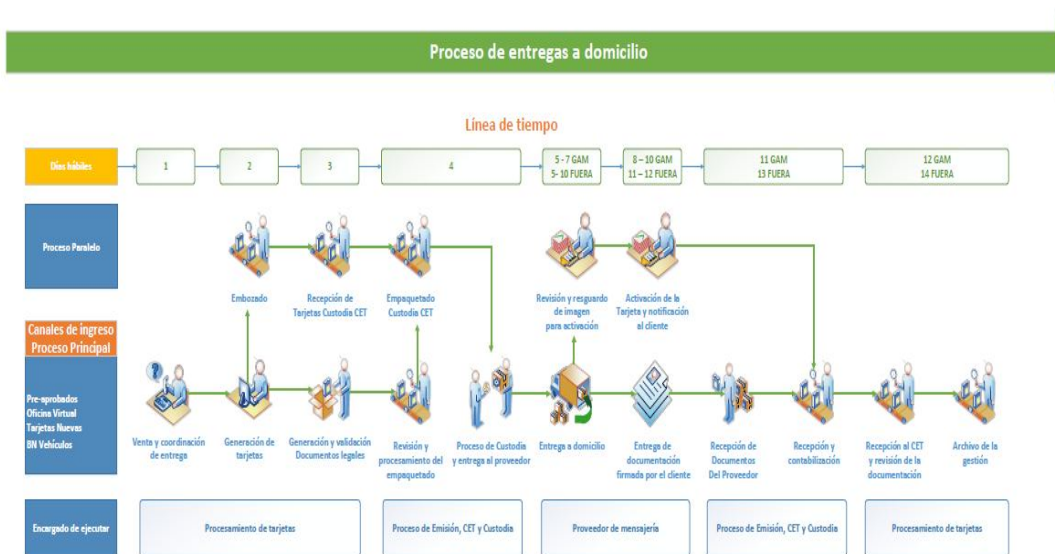 Proceso de entregas a domicilio
Línea de tiempo
Días hábiles
1
2
3
4
5 - 7 GAM
5- 10 FUERA
8 – 10 GAM
11 – 12 FUERA
11 GAM
13 FUERA
12 GAM
14 FUERA
Proceso Paralelo
Embozado
Recepción de
Tarjetas Custodia CET
Empaquetado
Custodia CET
Revisión y resguardo
de imagen
para activación
Activación de la
Tarjeta y notificación
al cliente
Canales de ingreso
Proceso Principal
Pre-aprobados
Oficina Virtual
Tarjetas Nuevas
BN Vehículos
Venta y coordinación
de entrega
Generación de
tarjetas
Generación y validación
Documentos legales
Revisión y
procesamiento del
empaquetado
Proceso de Custodia
y entrega al proveedor
Entrega a domicilio
Entrega de
documentación
firmada por el cliente
Recepción de
Documentos
Del Proveedor
Recepción y
contabilización
Recepción al CET
y revisión de la
documentación
Archivo de la
gestión
Encargado de ejecutar
Procesamiento de tarjetas
Proceso de Emisión, CET y Custodia
Proveedor de mensajería
Proceso de Emisión, CET y Custodia
Procesamiento de tarjetas